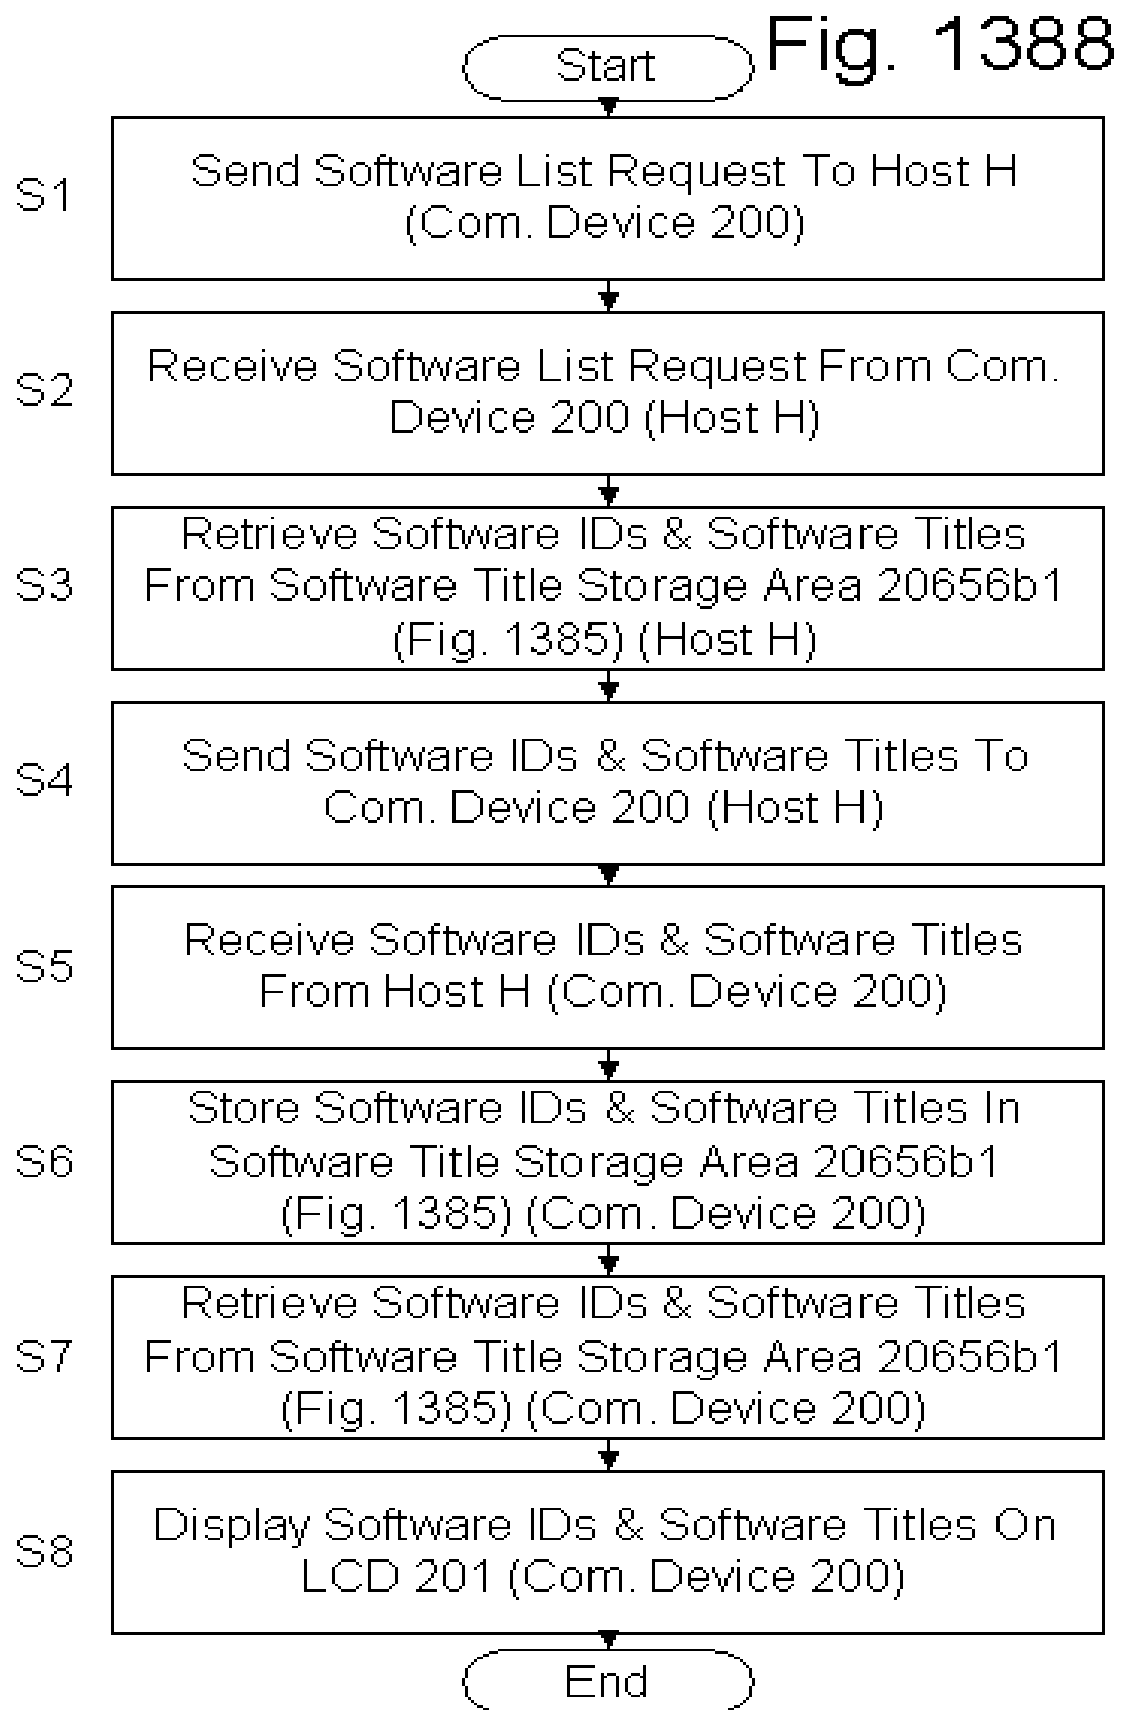 Fig. 1388
Start
S1
Send Software List Request To Host H
(Com. Device 200)
S2
Receive Software List Request From Com.
Device 200 (Host H)
S3
Retrieve Software IDs & Software Titles
From Software Title Storage Area 20656b1
(Fig. 1385) (Host H)
S4
Send Software IDs & Software Titles To
Com. Device 200 (Host H)
S5
Receive Software IDs & Software Titles
From Host H (Com. Device 200)
S6
Store Software IDs & Software Titles In
Software Title Storage Area 20656b1
(Fig. 1385) (Com. Device 200)
S7
Retrieve Software IDs & Software Titles
From Software Title Storage Area 20656b1
(Fig. 1385) (Com. Device 200)
S8
Display Software IDs & Software Titles On
LCD 201 (Com. Device 200)
End